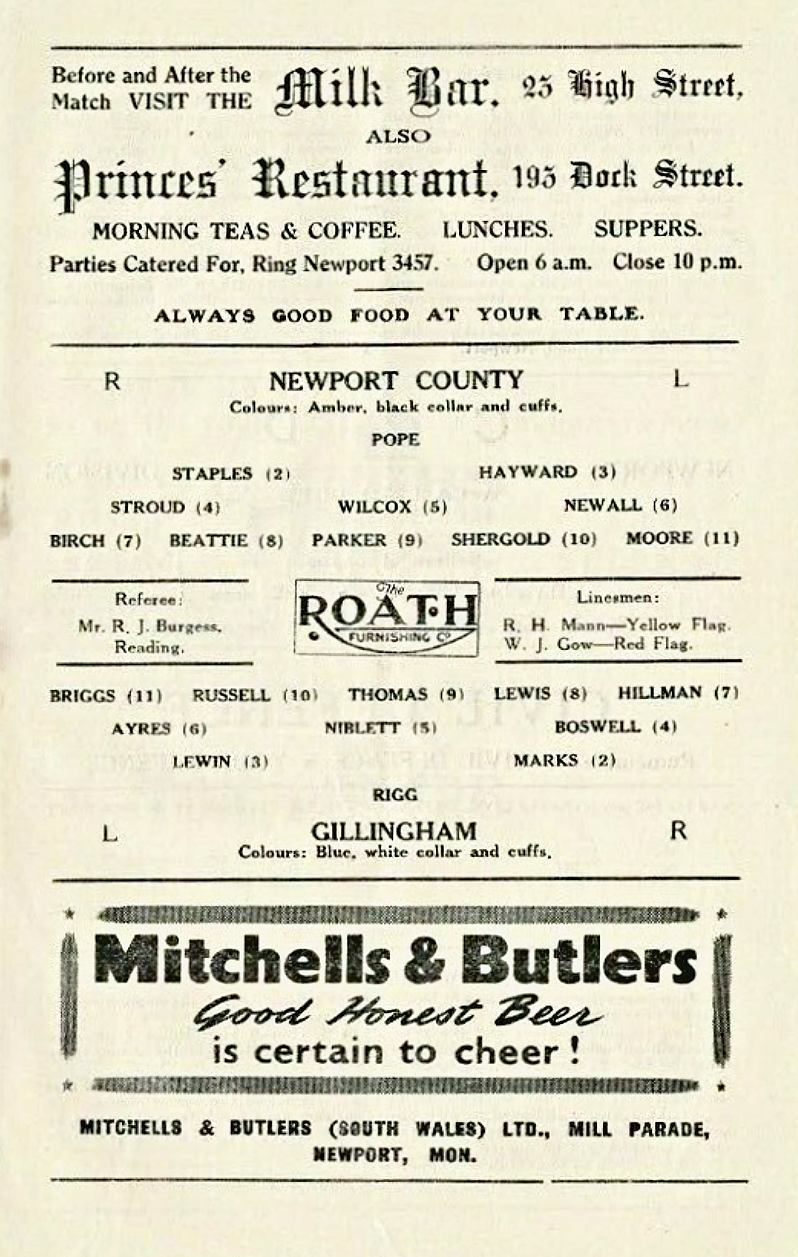 Before and After the
Match VISIT THE Milk Bar, 25 High Street,
ALSO
Princes' Restaurant, 195 Dock Street.
MORNING TEAS & COFFEE. LUNCHES. SUPPERS.
Parties Catered For, Ring Newport 3457. Open 6 a.m. Close 10 p.m.
ALWAYS GOOD FOOD AT YOUR TABLE.
R NEWPORT COUNTY L
Colours: Amber, black collar and cuffs.
POPE
STAPLES (2) HAYWARD (3)
STROUD (4) WILCOX (5) NEWALL (6)
BIRCH (7) BEATTIE (8) PARKER (9) SHERGOLD (10) MOORE (11)
Referee:
Mr. R. J. Burgess,
Reading.
The
ROATH
FURNISHING CO
Linesmen:
R. H. Mann—Yellow Flag.
W. J. Gow—Red Flag.
BRIGGS (11) RUSSELL (10) THOMAS (9) LEWIS (8) HILLMAN (7)
AYRES (6) NIBLETT (5) BOSWELL (4)
LEWIN (3) MARKS (2)
RIGG
L GILLINGHAM R
Colours: Blue, white collar and cuffs.
Mitchells & Butlers
Good Honest Beer
is certain to cheer!
MITCHELLS & BUTLERS (SOUTH WALES) LTD., MILL PARADE,
NEWPORT, MON.